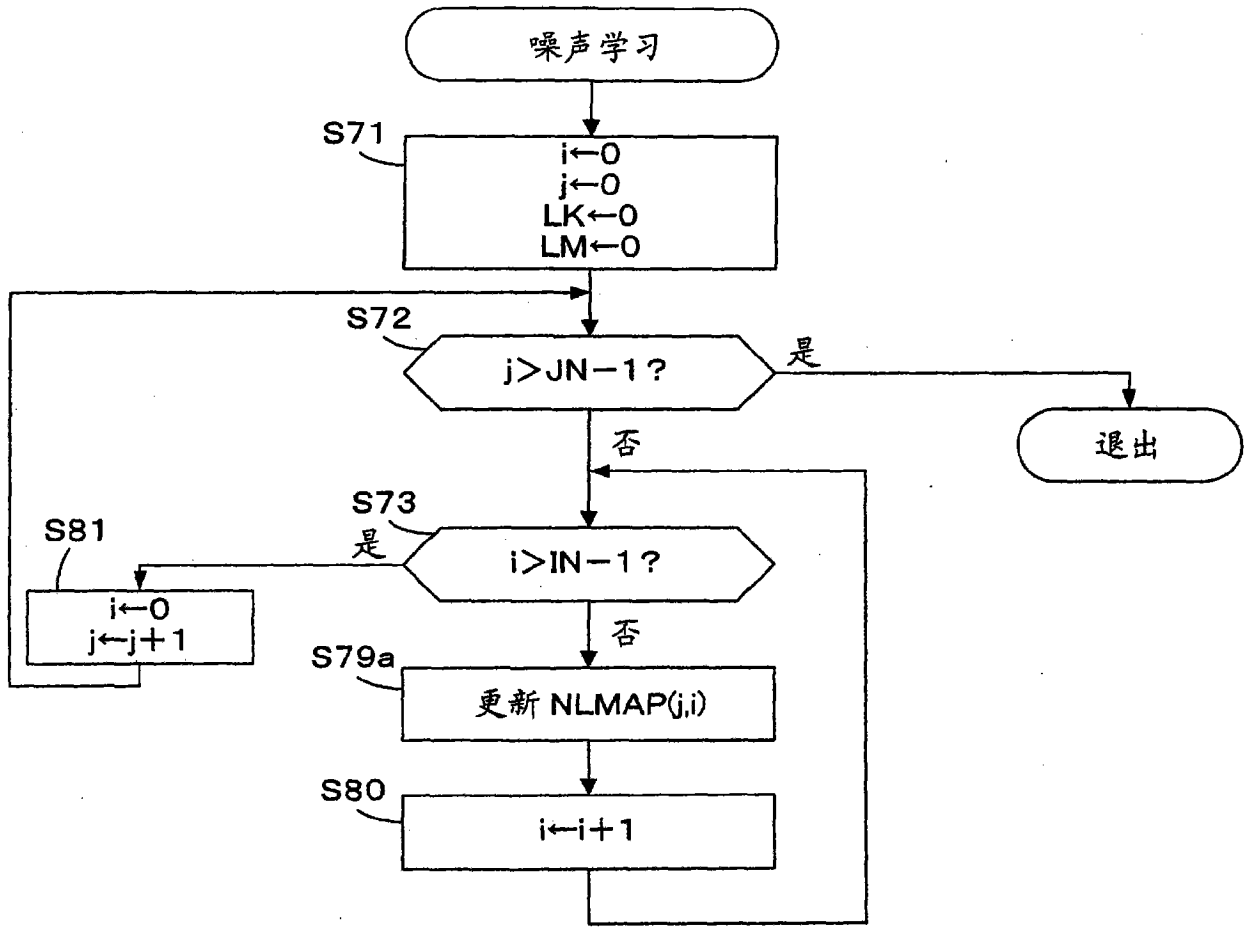 噪声学习
S71
i←0
j←0
LK←0
LM←0
S72
j>JN-1?
是
退出
否
S73
i>IN-1?
是
S81
i←0
j←j+1
否
S79a
更新 NLMAP(j,i)
S80
i←i+1